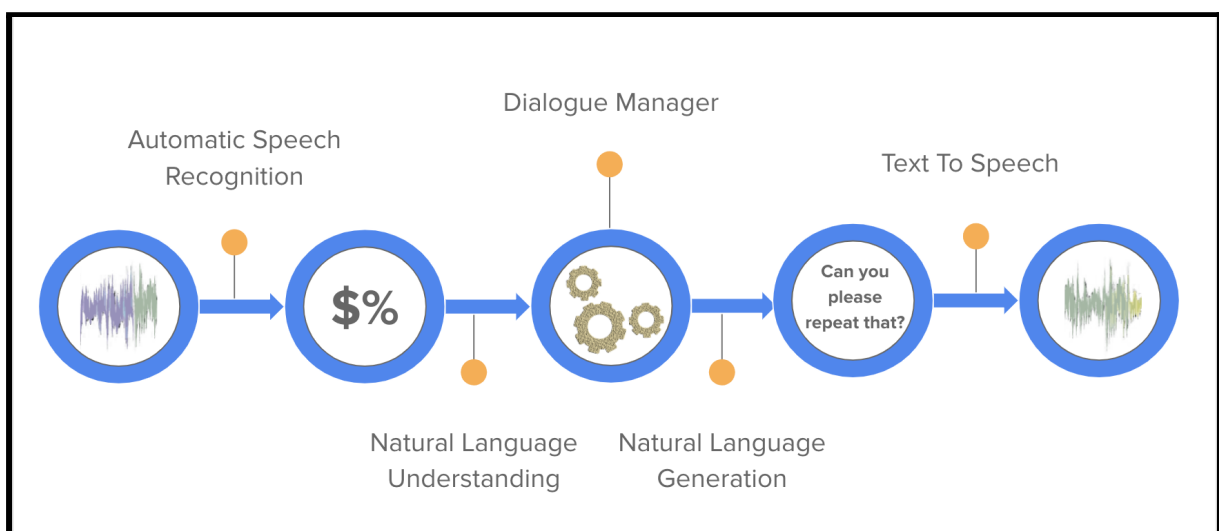 Dialogue Manager
Automatic Speech
Recognition
Text To Speech
$%
Can you
please
repeat that?
Natural Language
Understanding
Natural Language
Generation